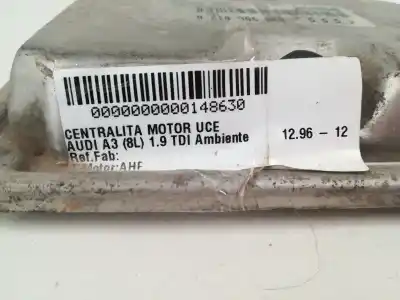 0000000000148630
CENTRALITA MOTOR UCE
AUDI A3 (8L) 1.9 TDI Ambiente
12.96 - 12
Ref.Fab:
Motor:AHF